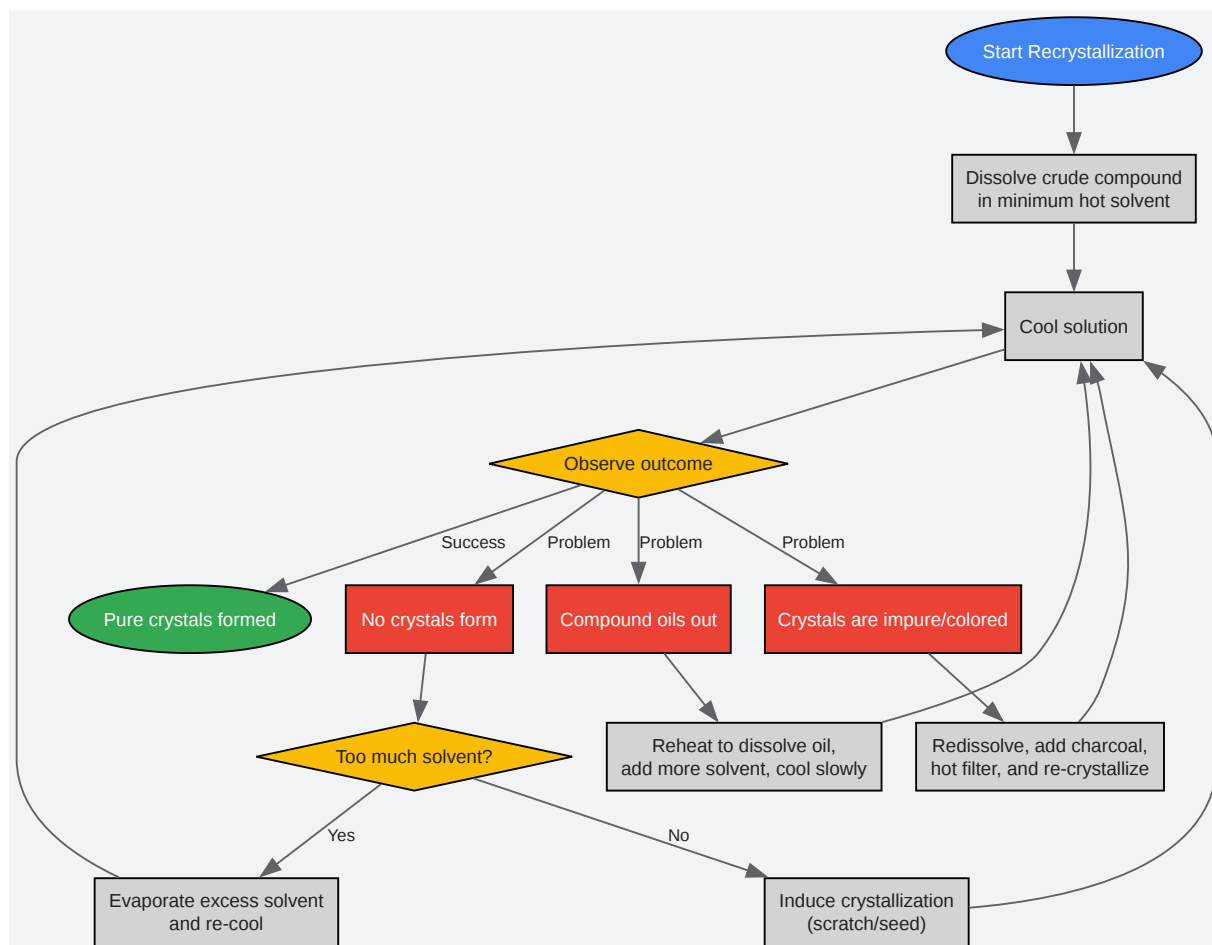 Start Recrystallization
Dissolve crude compound
in minimum hot solvent
Cool solution
Observe outcome
Success
Problem
Problem
Problem
Pure crystals formed
No crystals form
Compound oils out
Crystals are impure/colored
Too much solvent?
Reheat to dissolve oil,
add more solvent, cool slowly
Redissolve, add charcoal,
hot filter, and re-crystallize
Yes
No
Evaporate excess solvent
and re-cool
Induce crystallization
(scratch/seed)